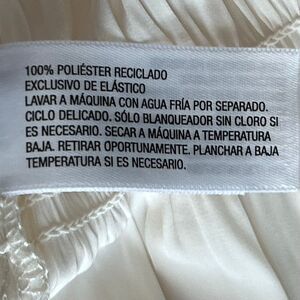 100% POLIÉSTER RECICLADO
EXCLUSIVO DE ELÁSTICO
LAVAR A MÁQUINA CON AGUA FRÍA POR SEPARADO.
CICLO DELICADO. SÓLO BLANQUEADOR SIN CLORO SI
ES NECESARIO. SECAR A MÁQUINA A TEMPERATURA
BAJA. RETIRAR OPORTUNAMENTE. PLANCHAR A BAJA
TEMPERATURA SI ES NECESARIO.